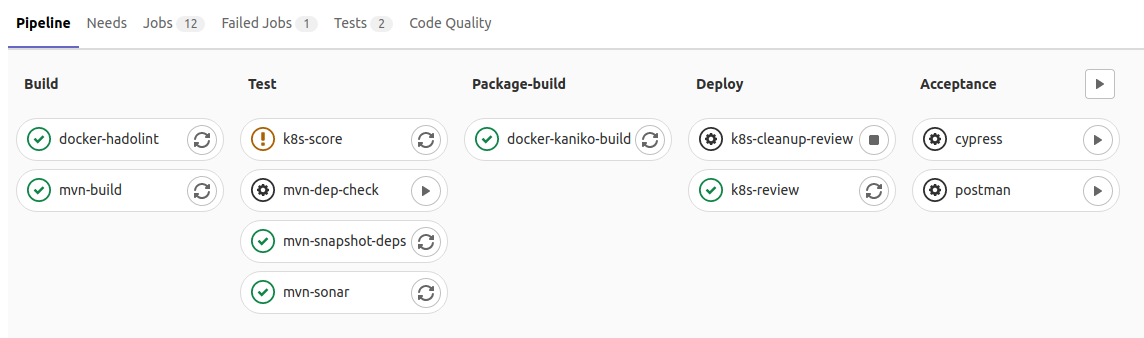 Pipeline Needs Jobs 12 Failed Jobs 1 Tests 2 Code Quality
Build
docker-hadolint
mvn-build
Test
k8s-score
mvn-dep-check
mvn-snapshot-deps
mvn-sonar
Package-build
docker-kaniko-build
Deploy
k8s-cleanup-review
k8s-review
Acceptance
cypress
postman